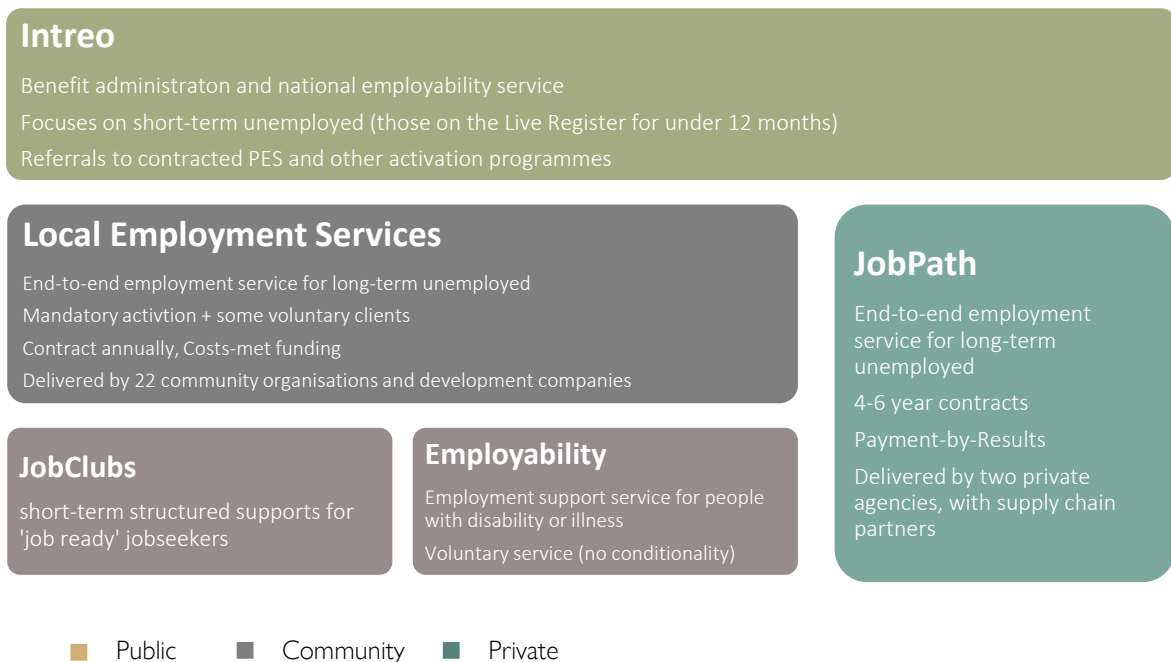 Intreo
Benefit administraton and national employability service
Focuses on short-term unemployed (those on the Live Register for under 12 months)
Referrals to contracted PES and other activation programmes
Local Employment Services
End-to-end employment service for long-term unemployed
Mandatory activtion + some voluntary clients
Contract annually, Costs-met funding
Delivered by 22 community organisations and development companies
JobPath
End-to-end employment
service for long-term
unemployed
4-6 year contracts
Payment-by-Results
Delivered by two private
agencies, with supply chain
partners
JobClubs
short-term structured supports for
'job ready' jobseekers
Employability
Employment support service for people
with disability or illness
Voluntary service (no conditionality)
Public Community Private